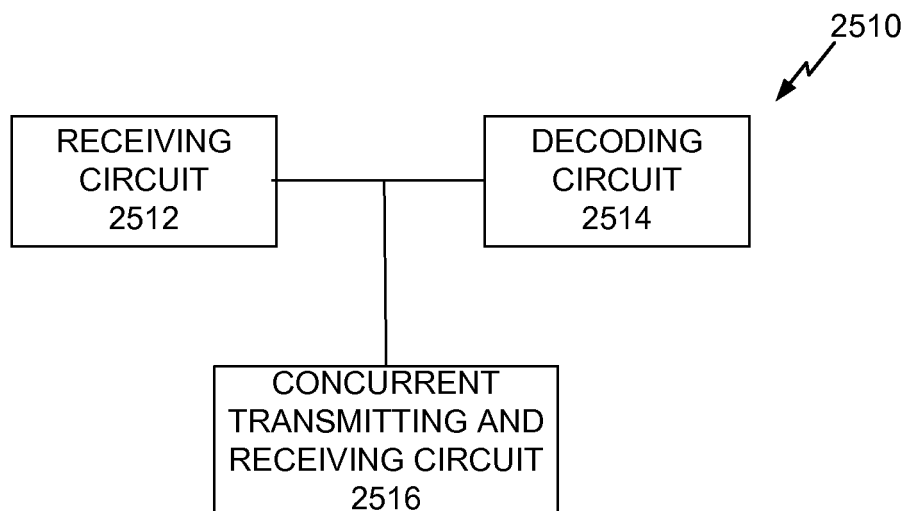 2510
RECEIVING
CIRCUIT
2512
DECODING
CIRCUIT
2514
CONCURRENT
TRANSMITTING AND
RECEIVING CIRCUIT
2516